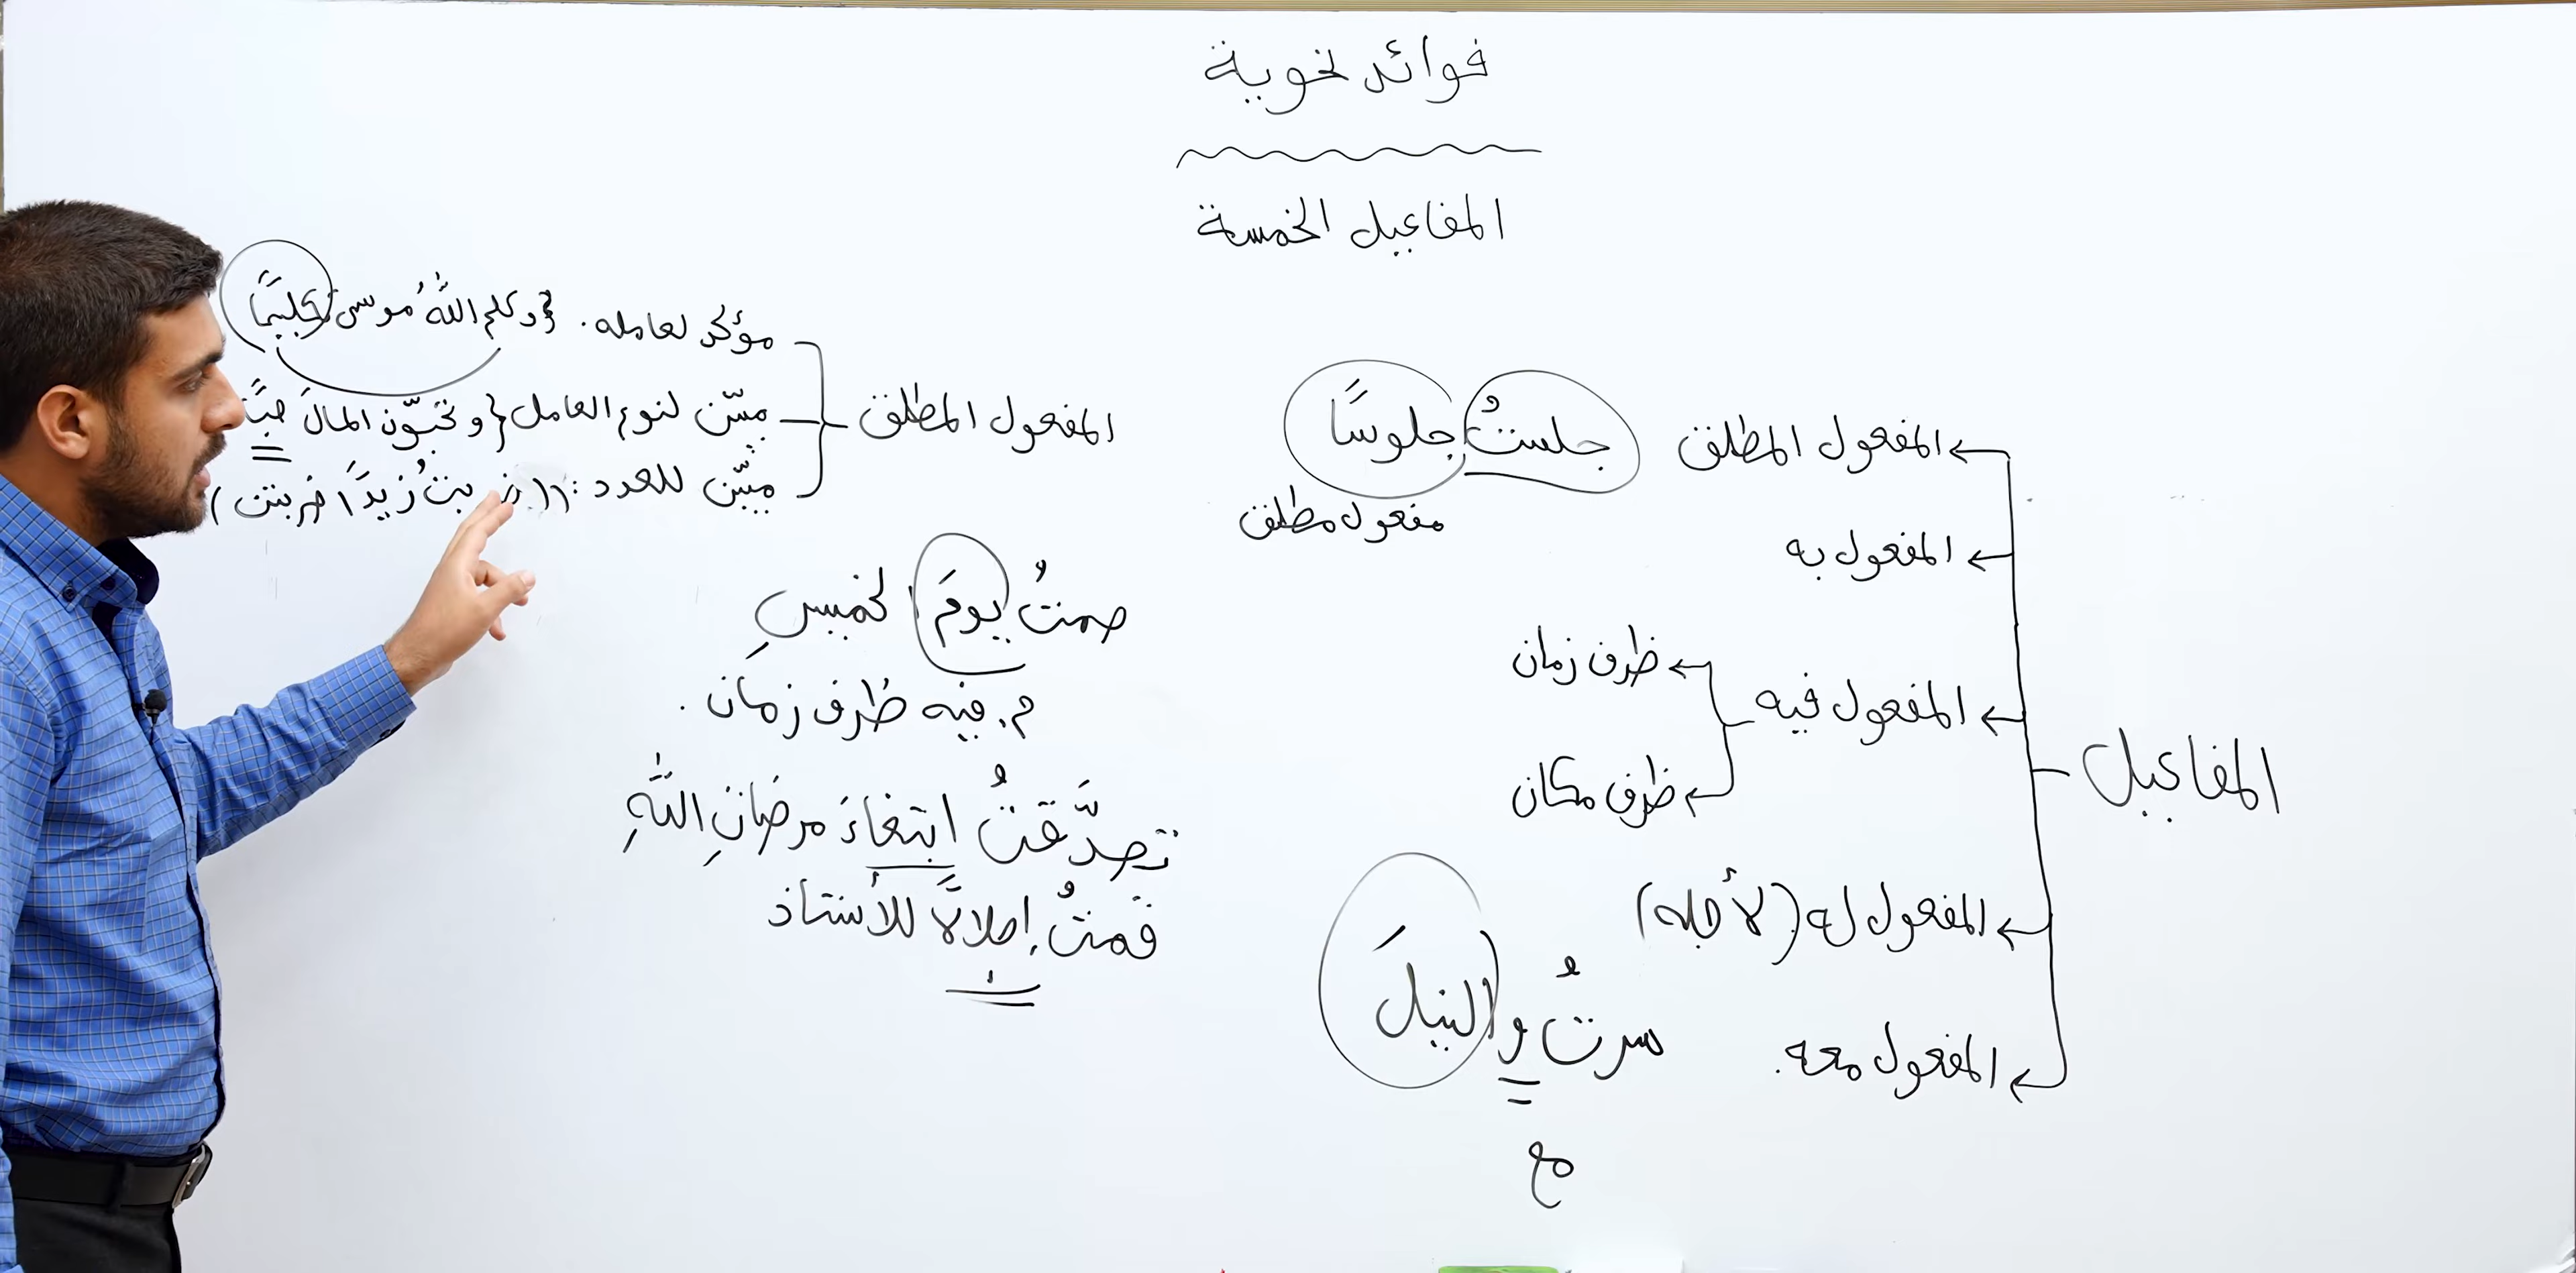 فوائد نحوية
المفاعيل الخمسة
المفاعيل
المفعول المطلق
جلستُ جلوسًا
مفعول مطلق
المفعول به
المفعول فيه
ظرف زمان
ظرف مكان
المفعول له (لأجله)
المفعول معه.
سرتُ والنيلَ
مع
المفعول المطلق
مؤكد لعامله. {وكلم اللهُ موسى تكليمًا
مبيّن لنوع العامل {وتحبّون المالَ حبًّا
مبيّن للعدد: ((ضربتُ زيدًا ضربتين)
صمتُ يومَ الخميسِ
م. فيه ظرف زمان.
تصدَّقتُ ابتغاءَ مرضاتِ اللهِ
قمتُ إجلالًا للأستاذ